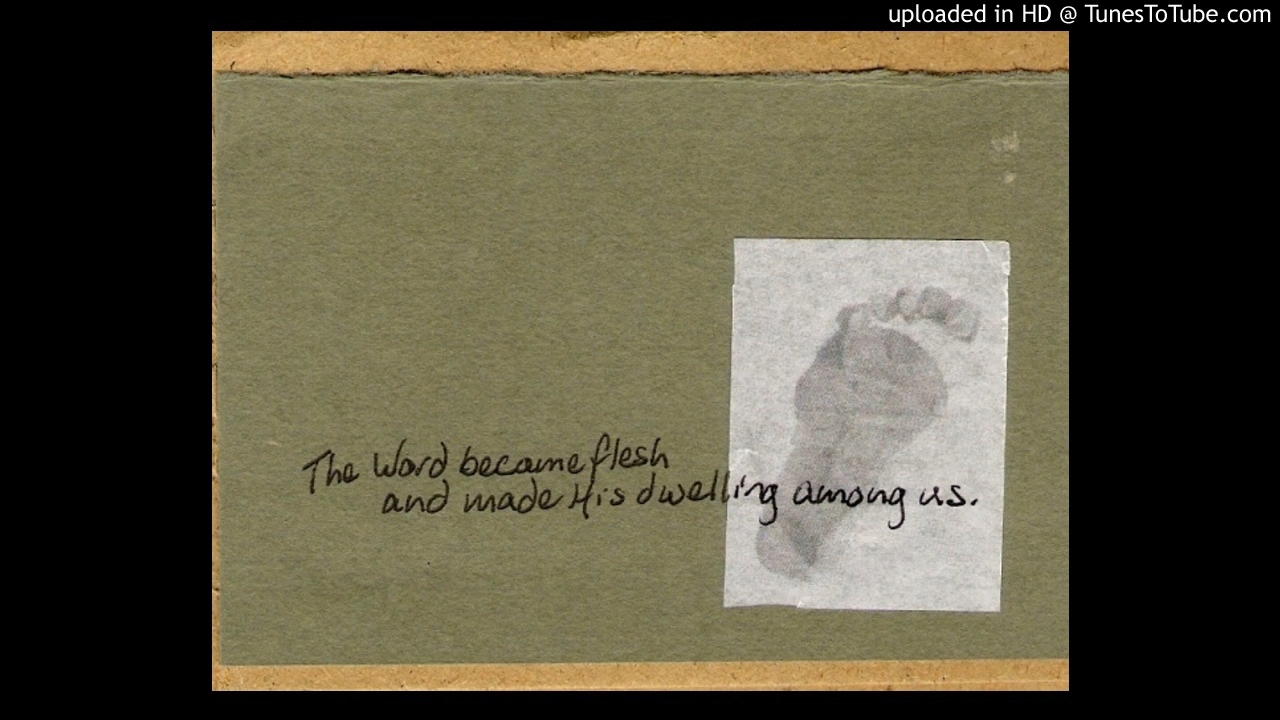 uploaded in HD @ TunesToTube.com
The Word became flesh
and made His dwelling among us.